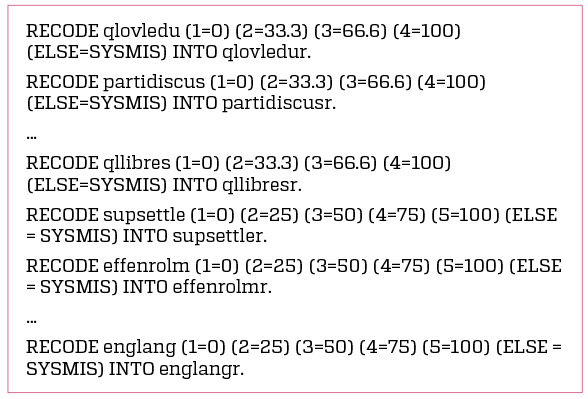 RECODE qlovledu (1=0) (2=33.3) (3=66.6) (4=100)
(ELSE=SYSMIS) INTO qlovledur.
RECODE partidiscus (1=0) (2=33.3) (3=66.6) (4=100)
(ELSE=SYSMIS) INTO partidiscusr.
...
RECODE qllibres (1=0) (2=33.3) (3=66.6) (4=100)
(ELSE=SYSMIS) INTO qllibresr.
RECODE supsettle (1=0) (2=25) (3=50) (4=75) (5=100) (ELSE
= SYSMIS) INTO supsettler.
RECODE effenrolm (1=0) (2=25) (3=50) (4=75) (5=100) (ELSE
= SYSMIS) INTO effenrolmr.
...
RECODE englang (1=0) (2=25) (3=50) (4=75) (5=100) (ELSE =
SYSMIS) INTO englangr.